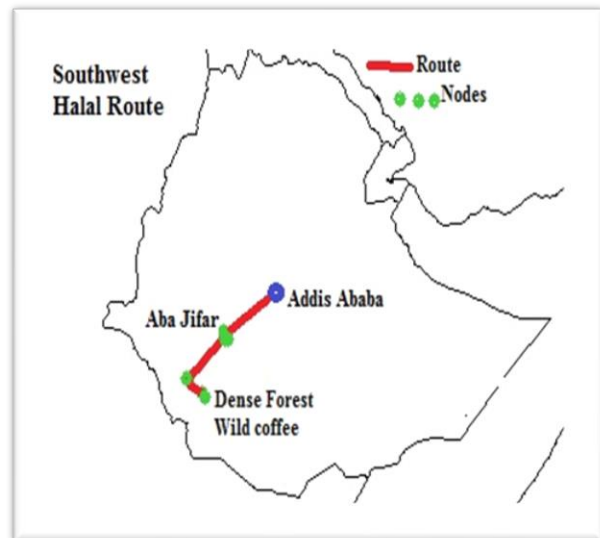 Southwest
Halal Route
Route
Nodes
Addis Ababa
Aba Jifar
Dense Forest
Wild coffee